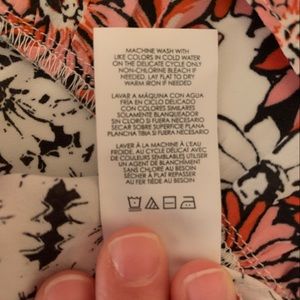 MACHINE WASH WITH
LIKE COLORS IN COLD WATER
ON THE DELICATE CYCLE ONLY
NON-CHLORINE BLEACH IF
NEEDED. LAY FLAT TO DRY
WARM IRON IF NEEDED
LAVAR A MÁQUINA CON AGUA
FRIA EN CICLO DELICADO
CON COLORES SIMILARES
SOLAMENTE BLANQUEADOR
SIN CLORO SI FUERA NECESARIO
SECAR SOBRE SUPERFICIE PLANA
PLANCHA TIBIA SI FUERA NECESARIO
LAVER À LA MACHINE À L'EAU
FROIDE, AU CYCLE DÉLICAT AVEC
DE COULEURS SEMBLABLES UTILISER
UN AGENT DE BLANCHIMENT
SANS CHLORE AU BESOIN
SÉCHER À PLAT REPASSER
AU FER TIÈDE AU BESOIN